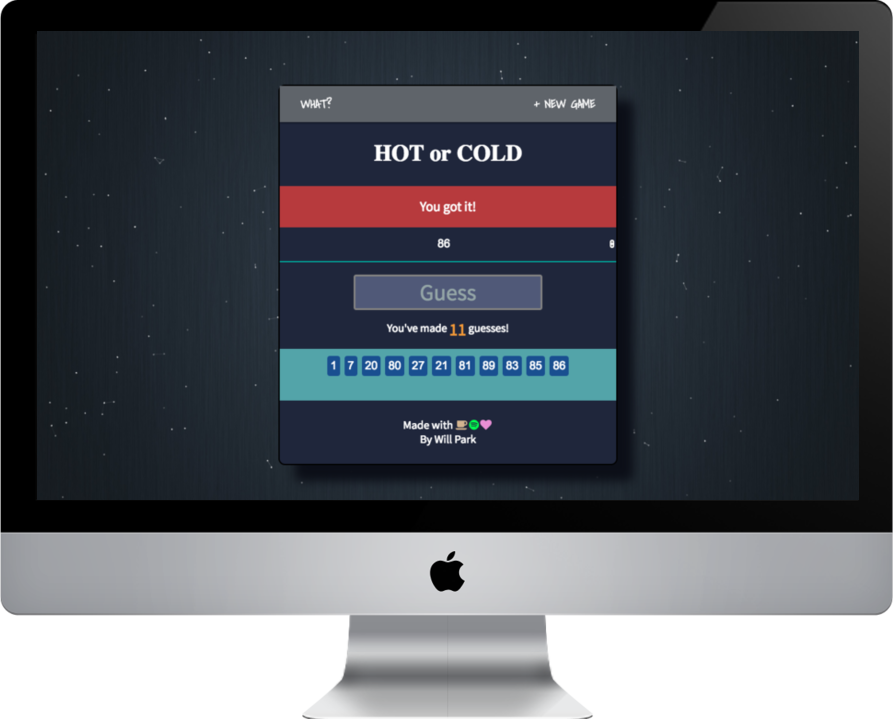 WHAT?
+ NEW GAME
HOT or COLD
You got it!
86
Guess
You've made 11 guesses!
1 7 20 80 27 21 81 89 83 85 86
Made with
By Will Park